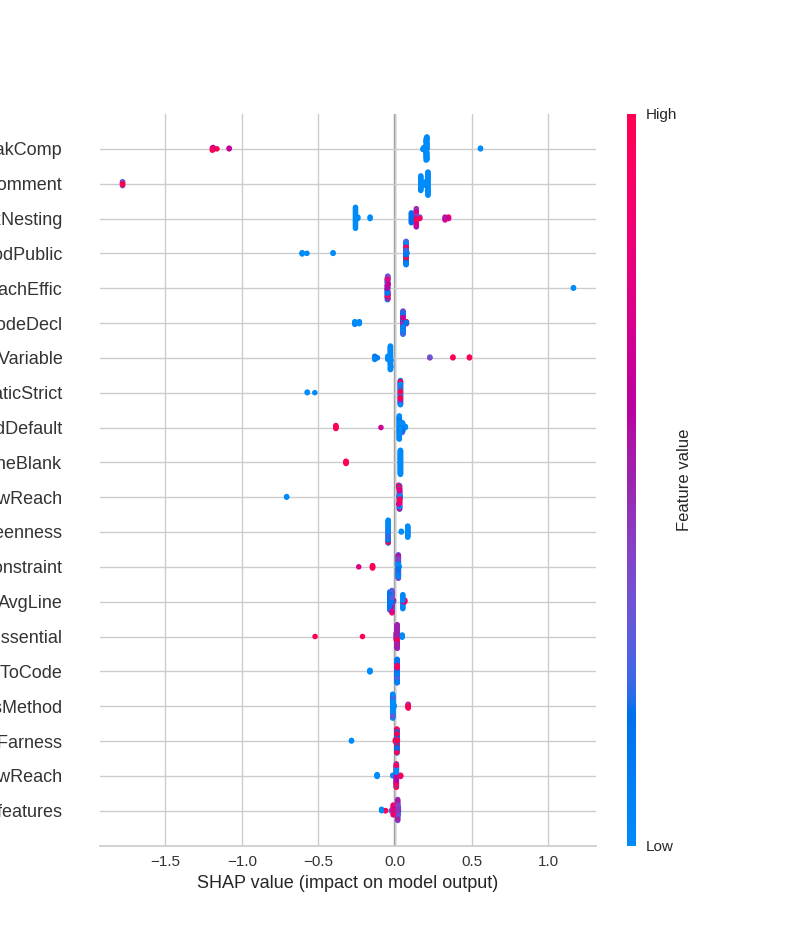 High
akComp
omment
Nesting
odPublic
achEffic
odeDecl
Variable
aticStrict
dDefault
neBlank
wReach
eenness
onstraint
AvgLine
ssential
ToCode
sMethod
Farness
wReach
features
Low
Feature value
−1.5 −1.0 −0.5 0.0 0.5 1.0
SHAP value (impact on model output)